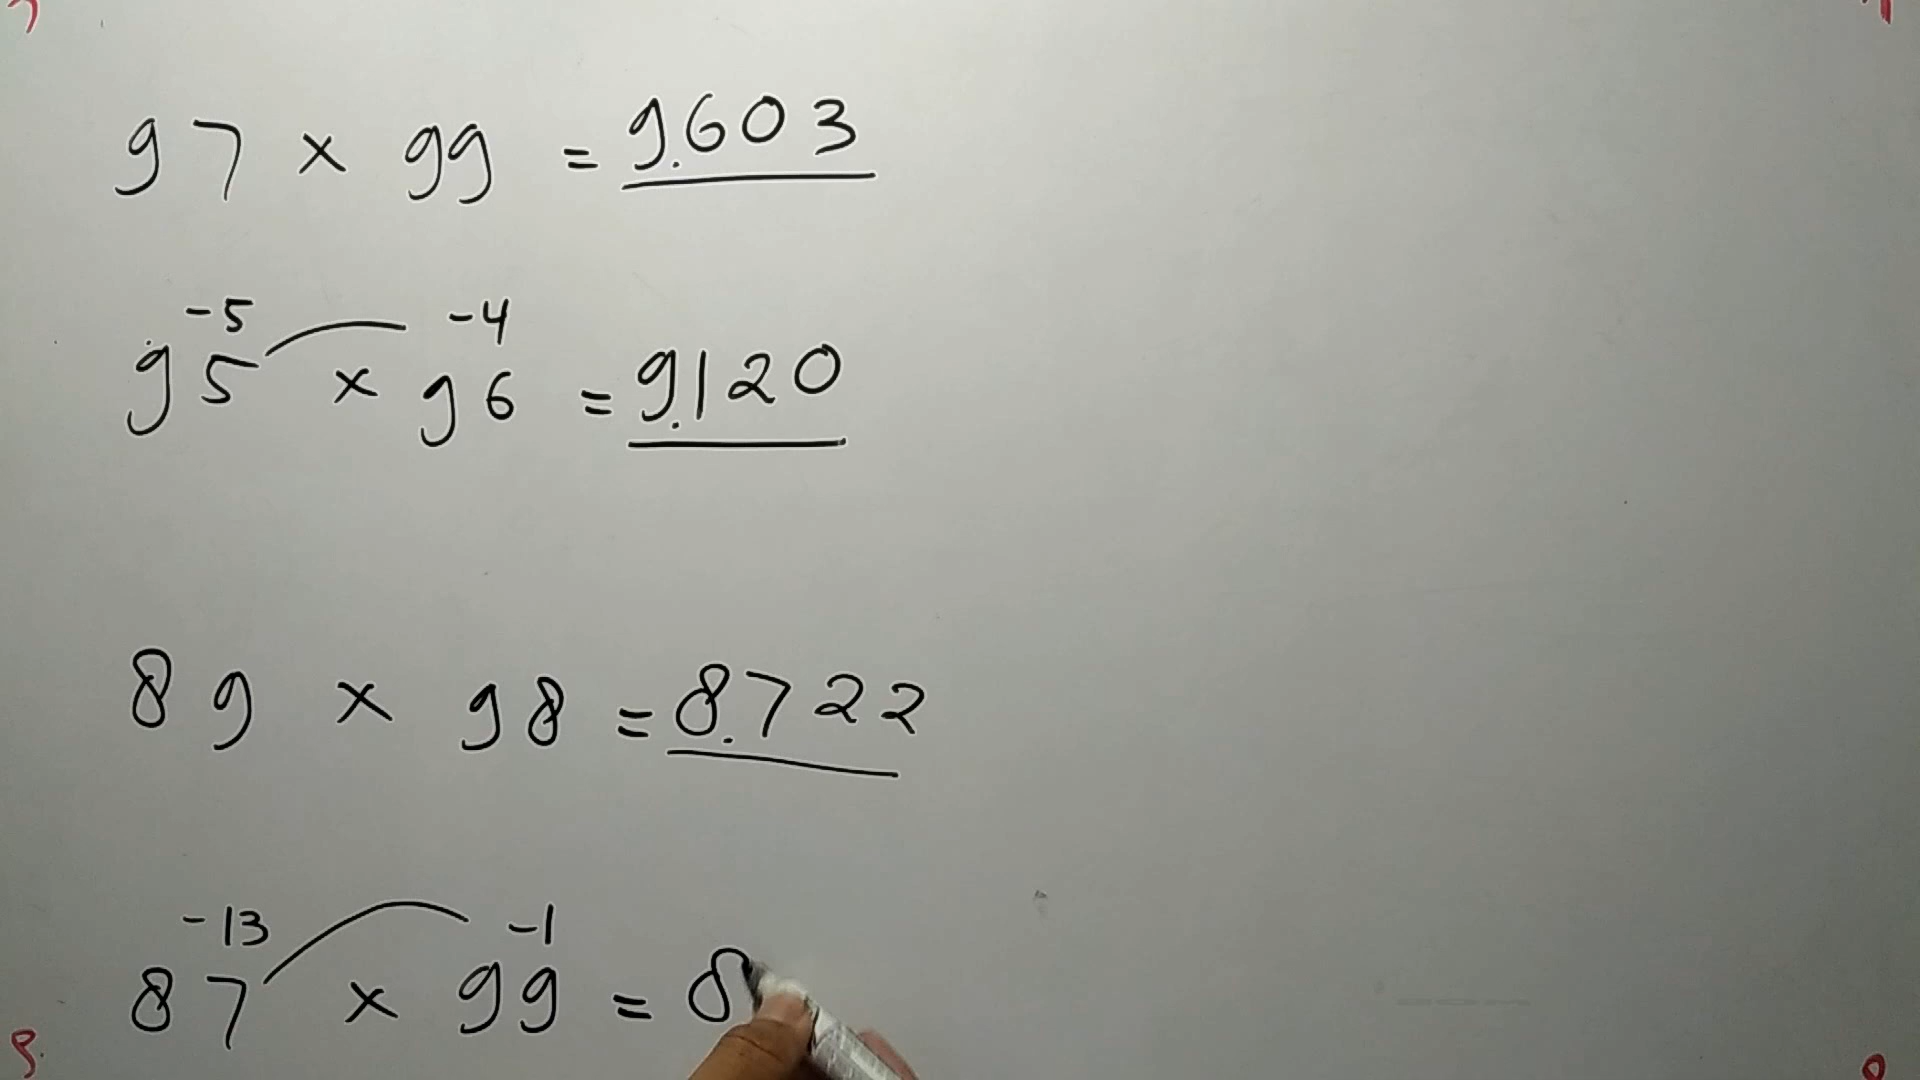 97 x 99 = 9.603
-5 -4
95 x 96 = 9.120
89 x 98 = 8.722
-13 -1
87 x 99 = 8